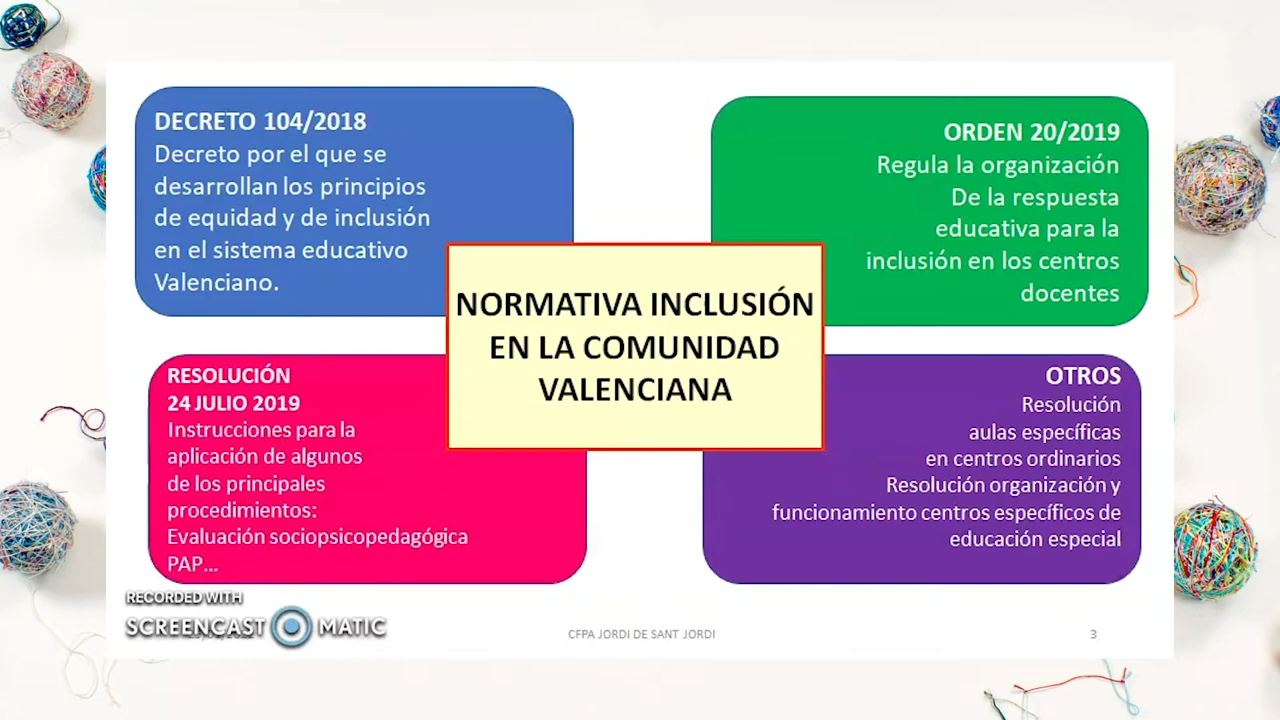 DECRETO 104/2018
Decreto por el que se
desarrollan los principios
de equidad y de inclusión
en el sistema educativo
Valenciano.
ORDEN 20/2019
Regula la organización
De la respuesta
educativa para la
inclusión en los centros
docentes
NORMATIVA INCLUSIÓN
EN LA COMUNIDAD
VALENCIANA
RESOLUCIÓN
24 JULIO 2019
Instrucciones para la
aplicación de algunos
de los principales
procedimientos:
Evaluación sociopsicopedagógica
PAP...
OTROS
Resolución
aulas específicas
en centros ordinarios
Resolución organización y
funcionamiento centros específicos de
educación especial
RECORDED WITH
SCREENCAST MATIC
CFPA JORDI DE SANT JORDI
3